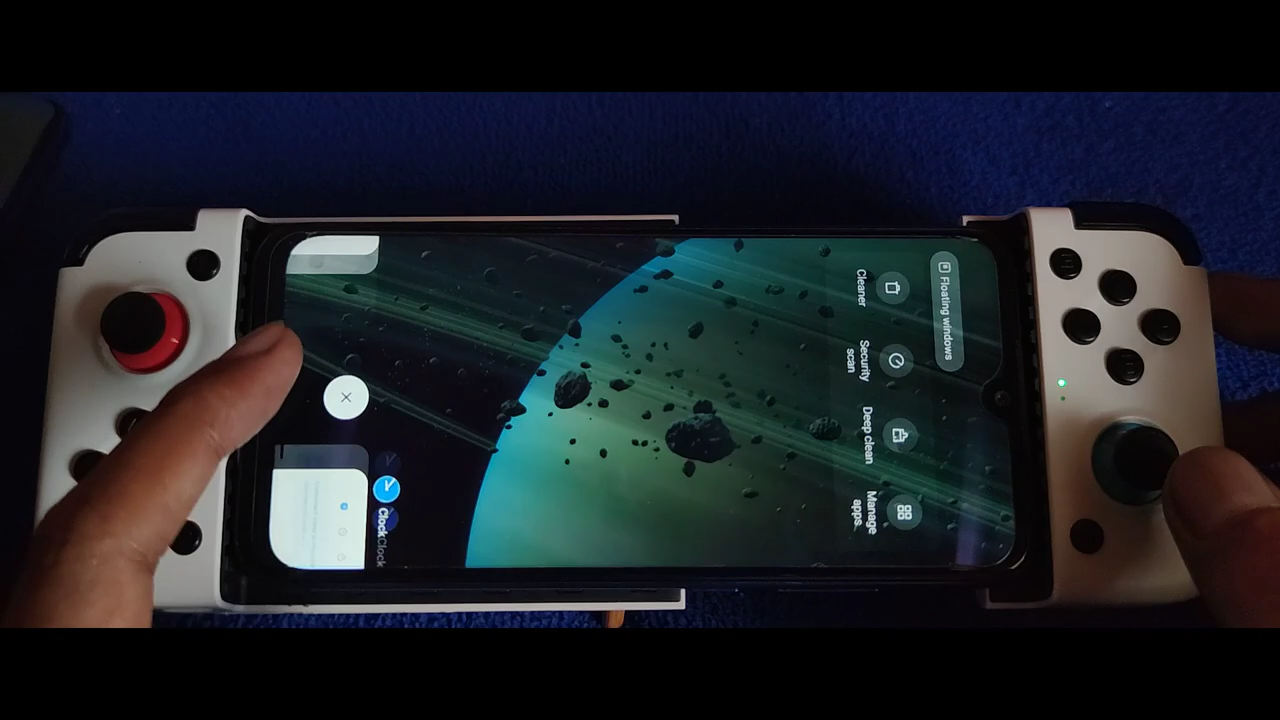 Floating windows
Cleaner
Security
scan
Deep clean
Manage
apps
Clock
Clock